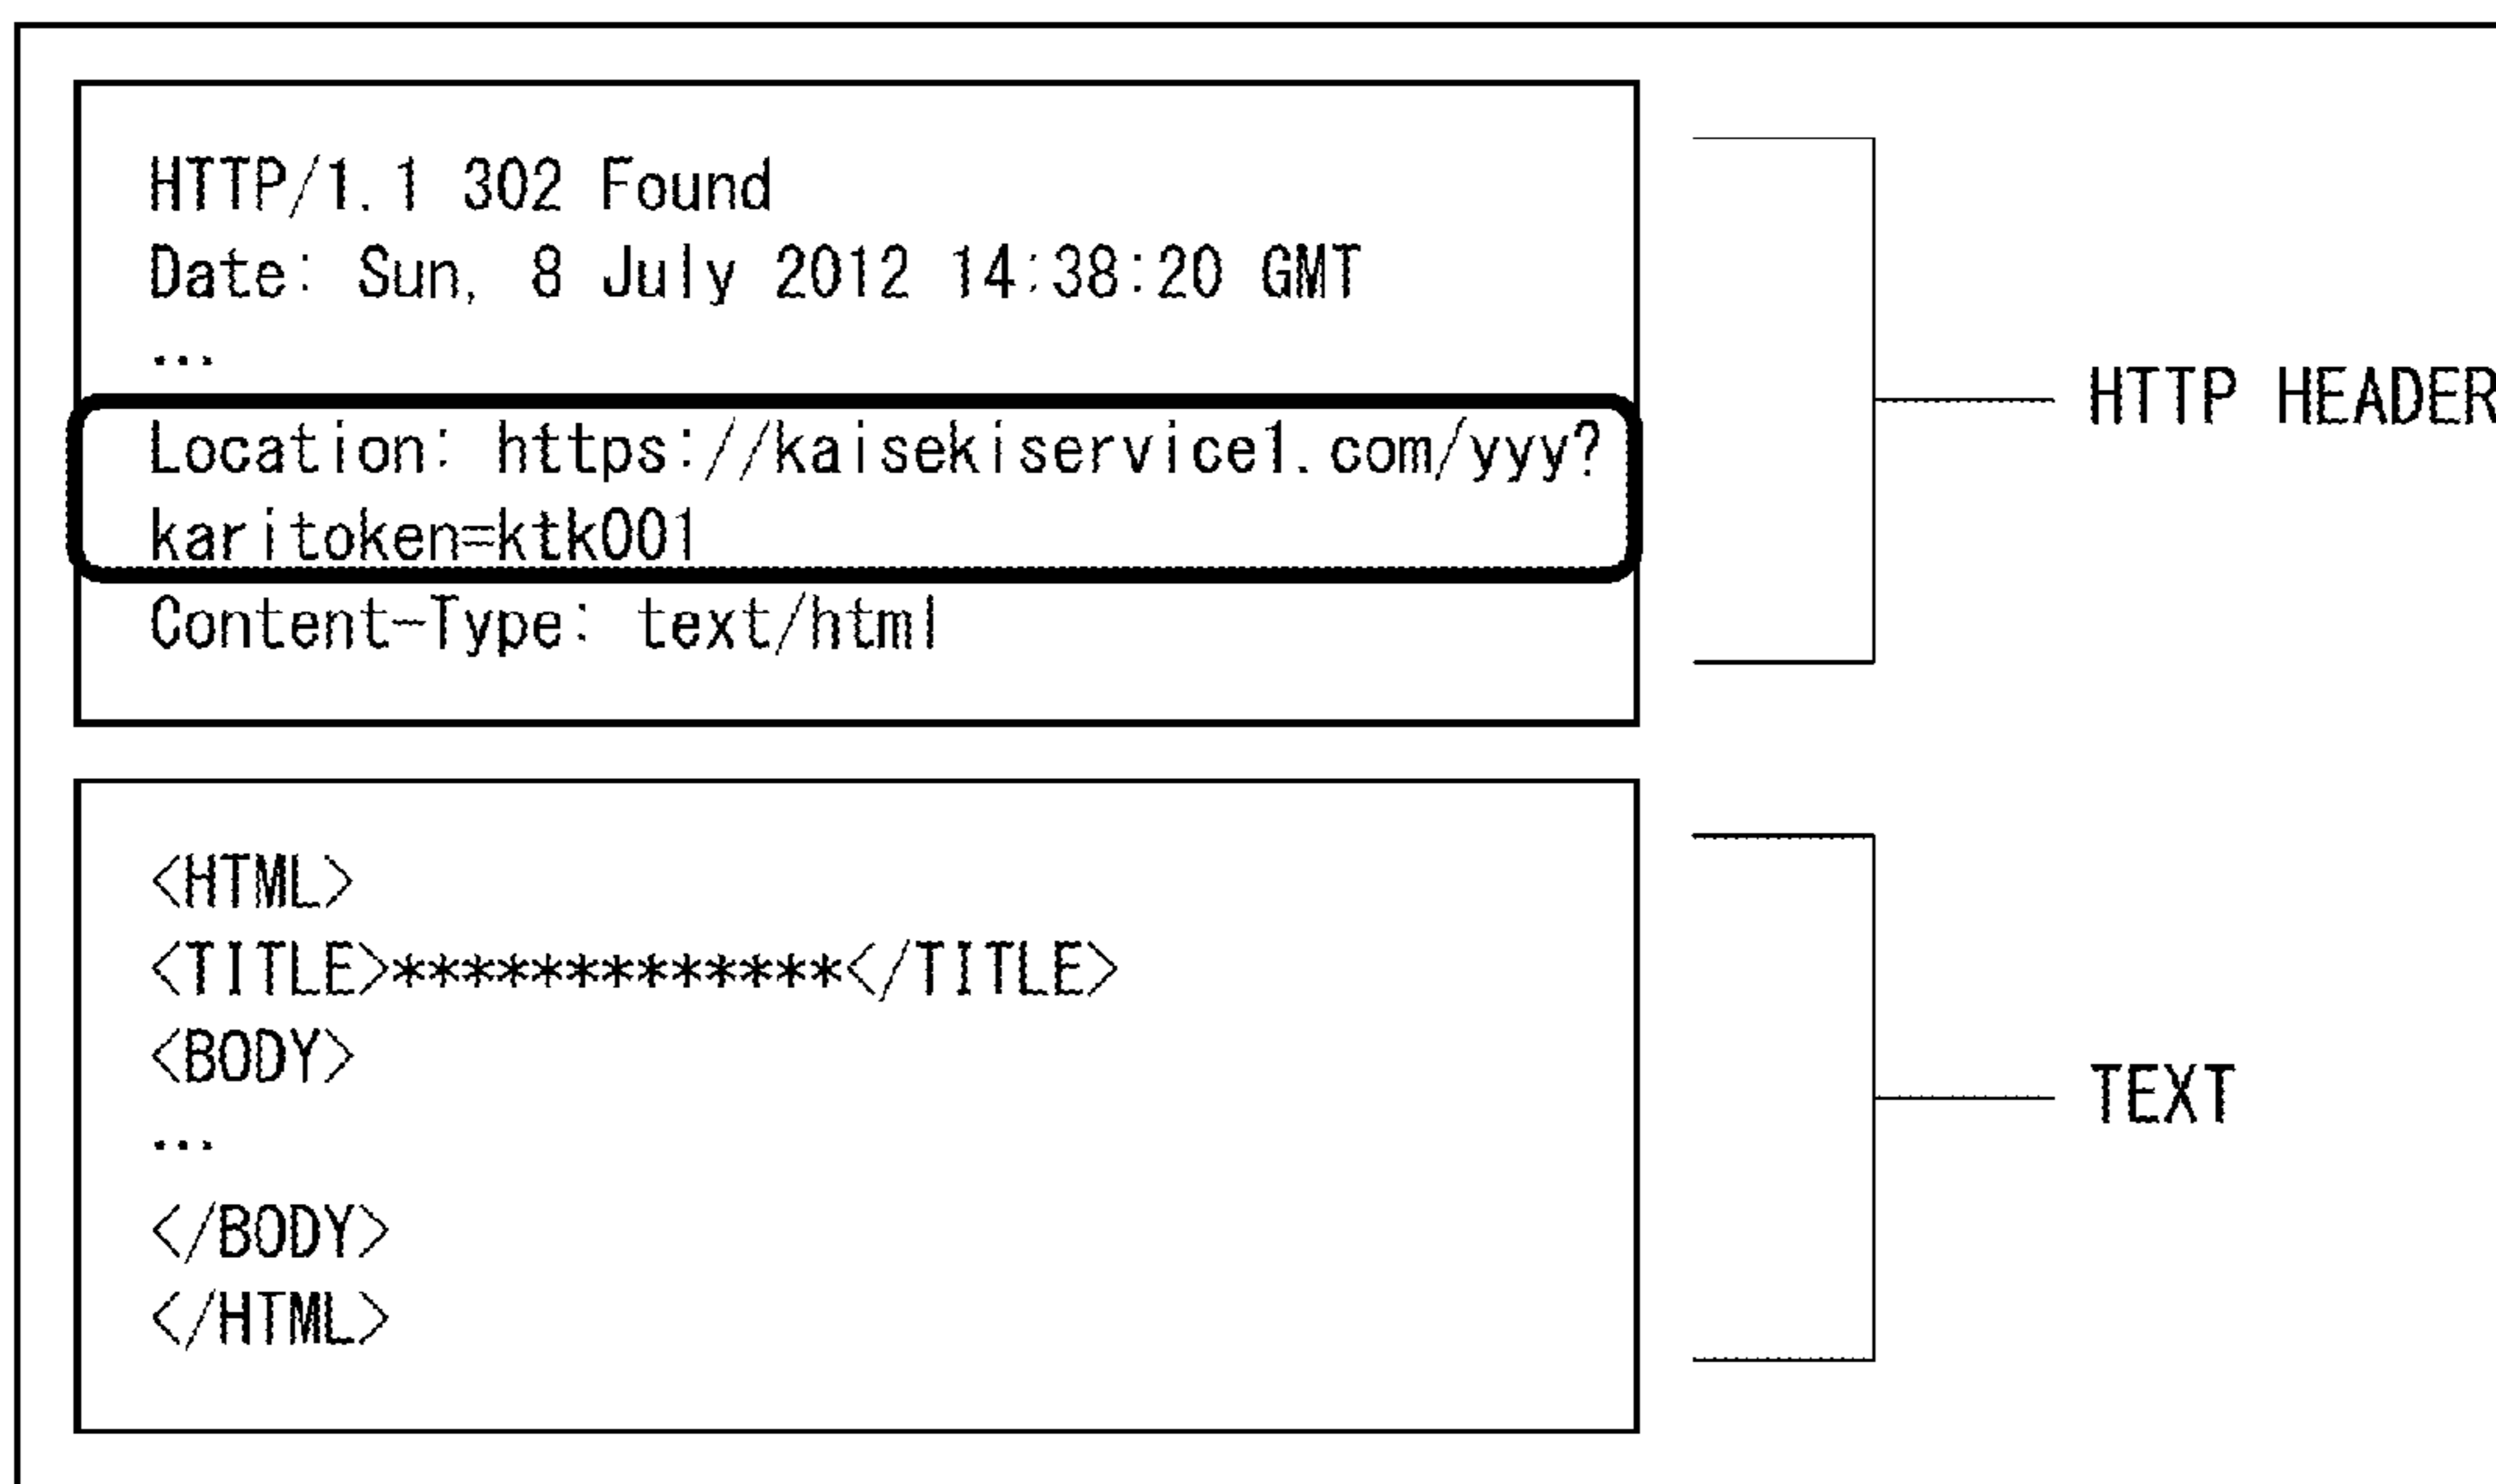 HTTP/1.1 302 Found
Date: Sun, 8 July 2012 14:38:20 GMT
...
Location: https://kaisekiservice1.com/yyy?
karitoken=ktk001
Content-Type: text/html
HTTP HEADER
<HTML>
<TITLE>*************</TITLE>
<BODY>
...
</BODY>
</HTML>
TEXT